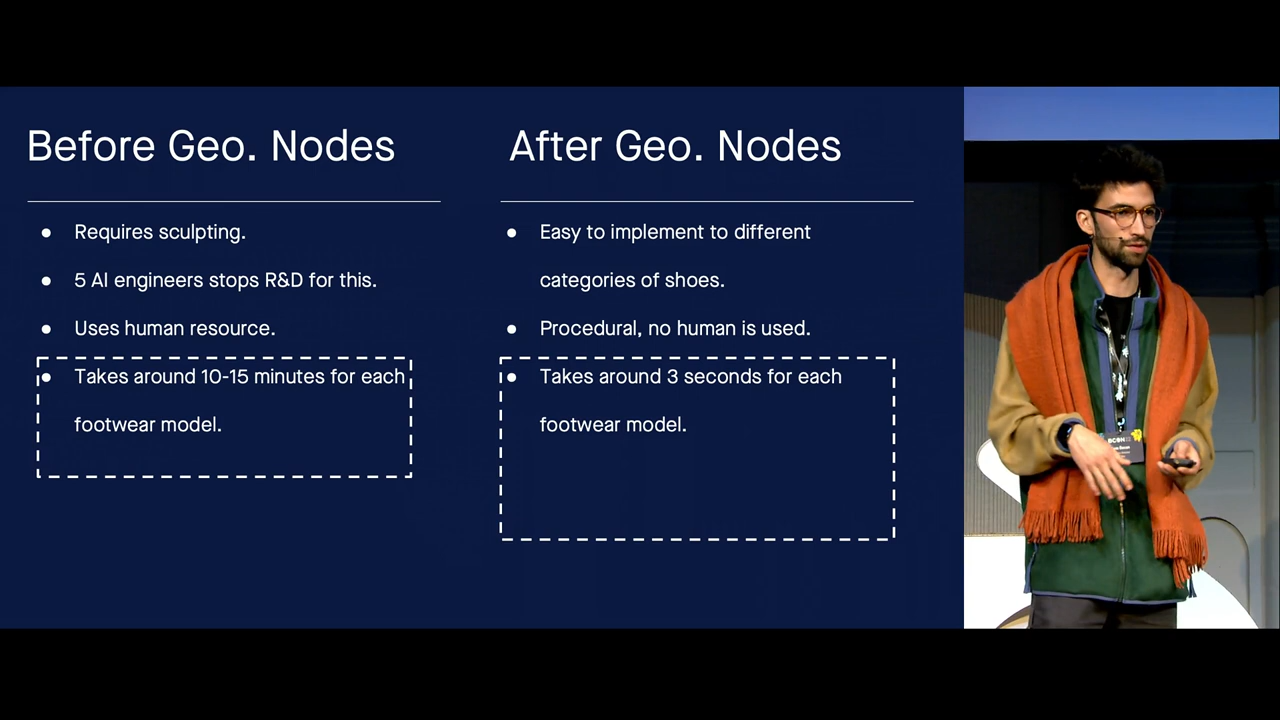 Before Geo. Nodes
Requires sculpting.
5 AI engineers stops R&D for this.
Uses human resource.
Takes around 10-15 minutes for each
footwear model.
After Geo. Nodes
Easy to implement to different
categories of shoes.
Procedural, no human is used.
Takes around 3 seconds for each
footwear model.